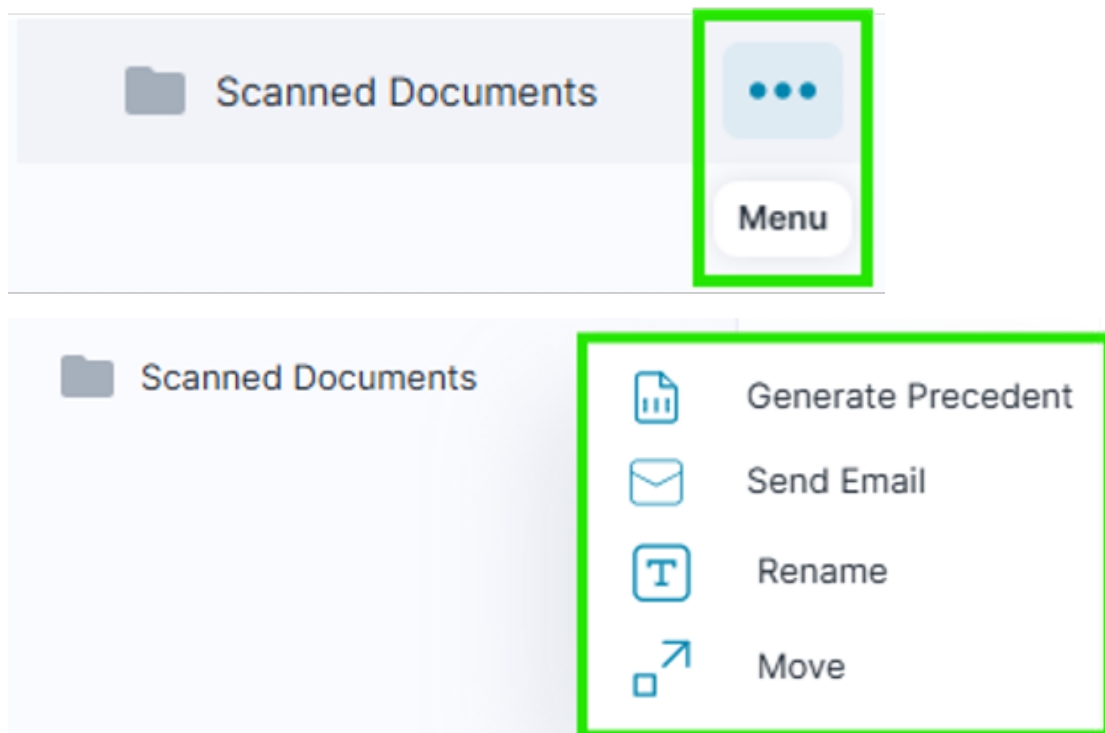 Scanned Documents
Menu
Scanned Documents
Generate Precedent
Send Email
Rename
Move